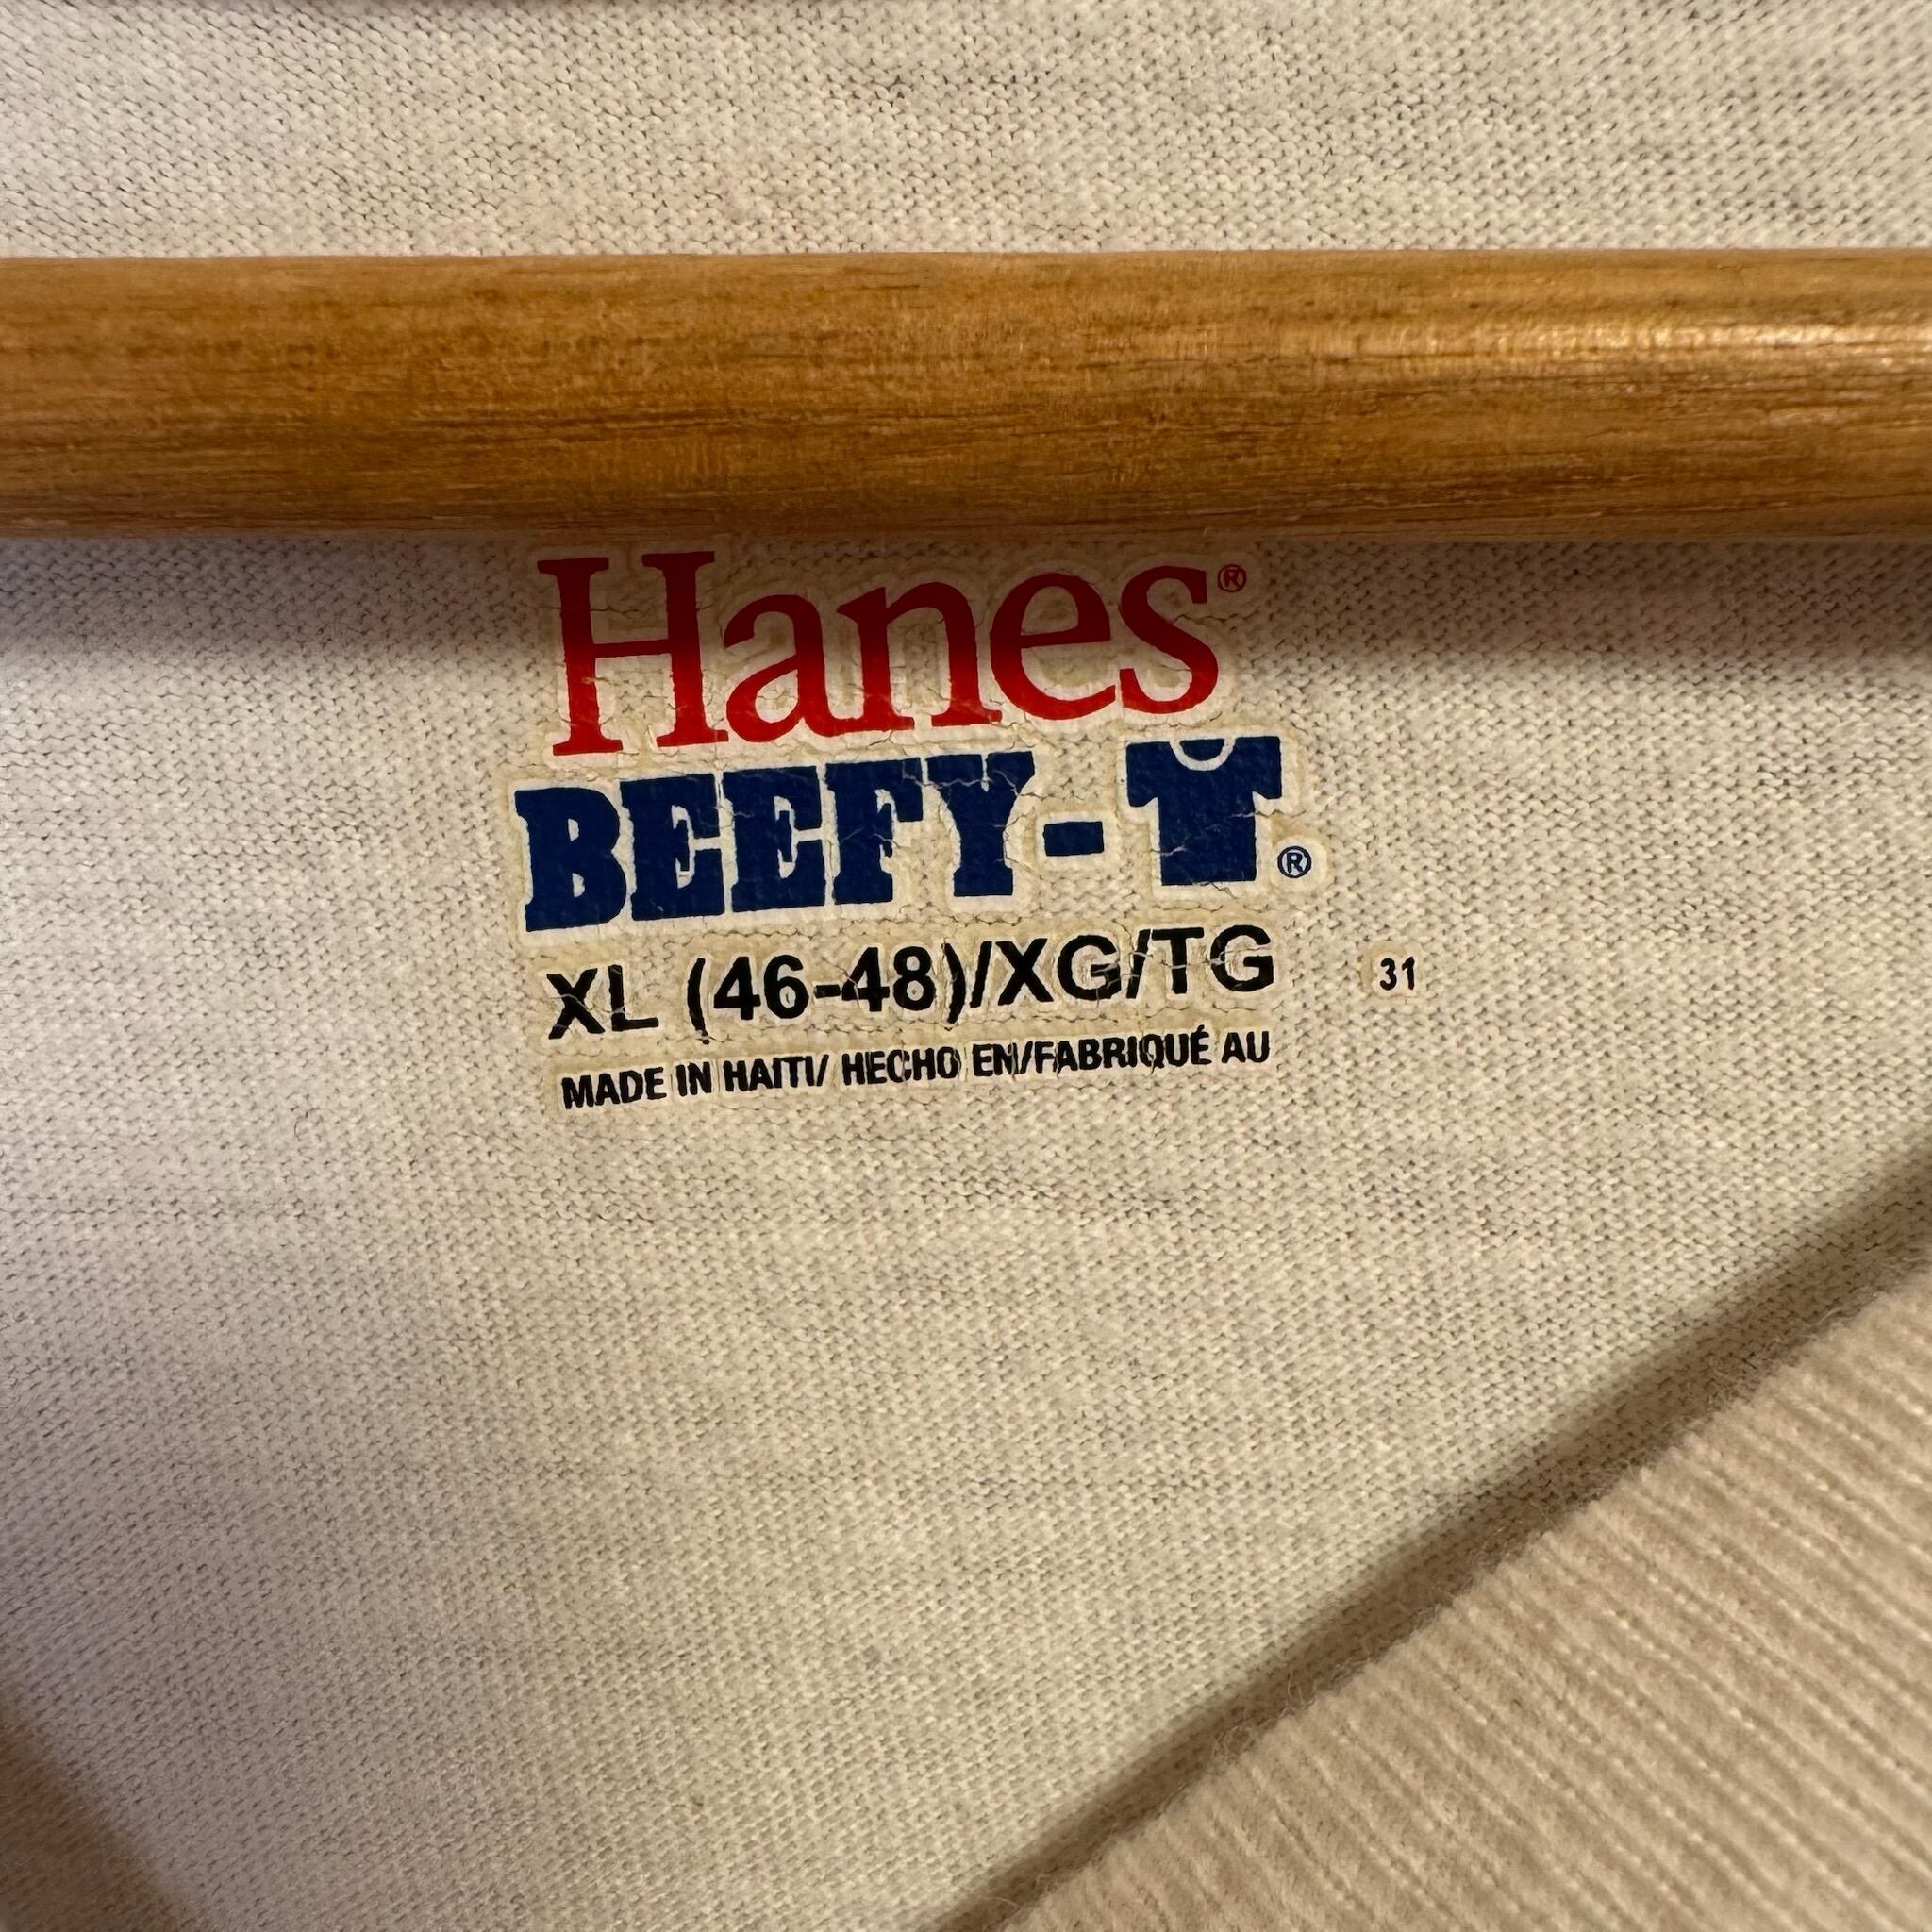 Hanes®
BEEFY-T®
XL (46-48)/XG/TG 31
MADE IN HAITI/ HECHO EN/FABRIQUÉ AU